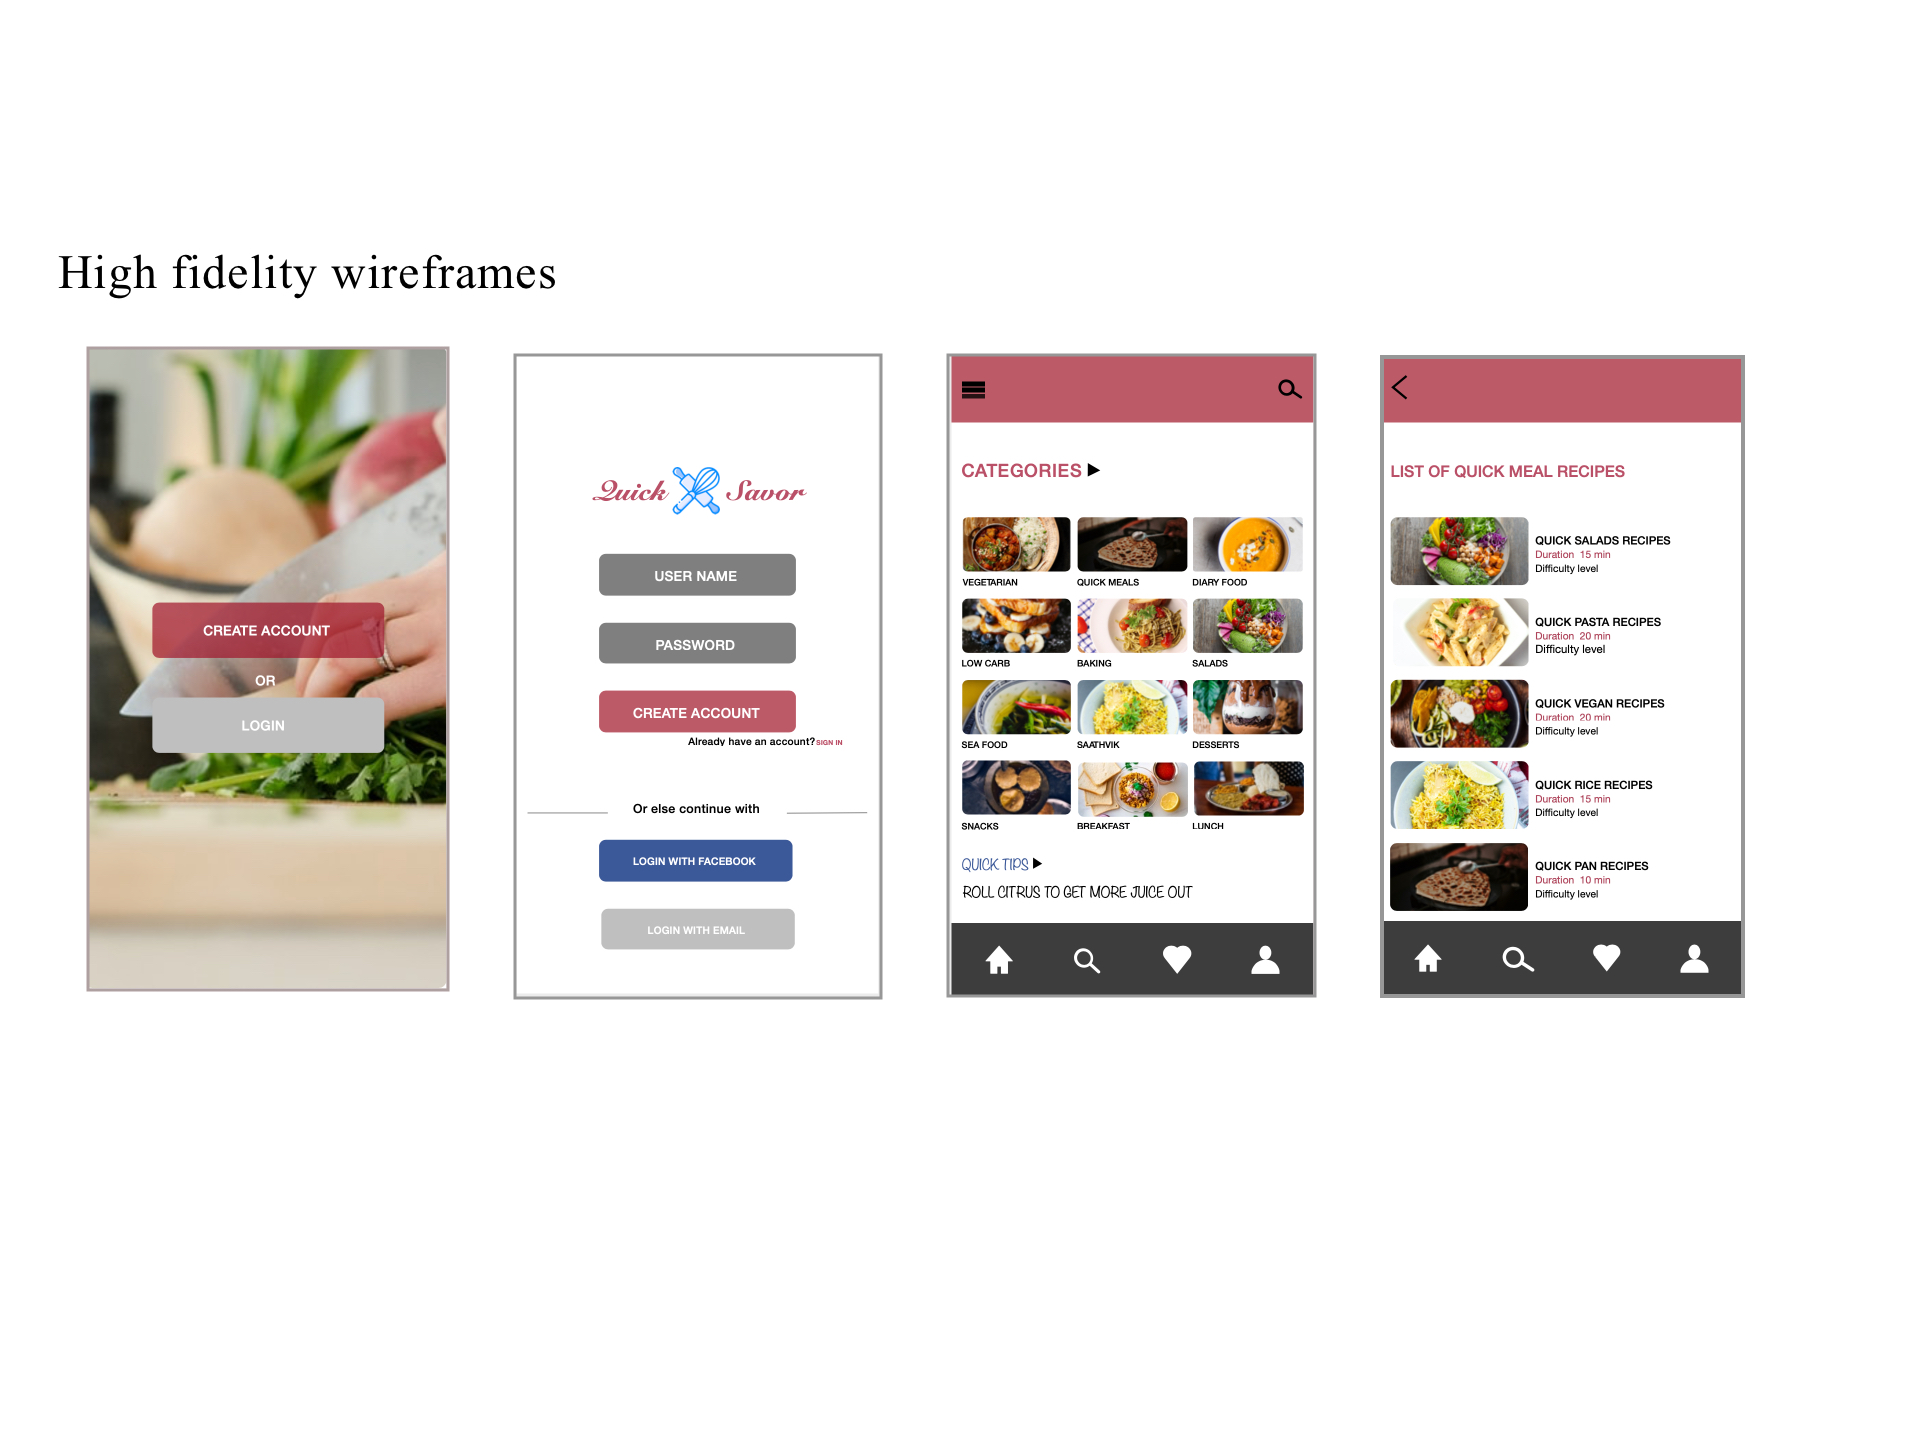 High fidelity wireframes
CREATE ACCOUNT
OR
LOGIN
Quick Savor
USER NAME
PASSWORD
CREATE ACCOUNT
Already have an account? SIGN IN
Or else continue with
LOGIN WITH FACEBOOK
LOGIN WITH EMAIL
CATEGORIES
VEGETARIAN QUICK MEALS DIARY FOOD
LOW CARB BAKING SALADS
SEA FOOD SAATHVIK DESSERTS
SNACKS BREAKFAST LUNCH
QUICK TIPS
ROLL CITRUS TO GET MORE JUICE OUT
LIST OF QUICK MEAL RECIPES
QUICK SALADS RECIPES
Duration 15 min
Difficulty level
QUICK PASTA RECIPES
Duration 20 min
Difficulty level
QUICK VEGAN RECIPES
Duration 20 min
Difficulty level
QUICK RICE RECIPES
Duration 15 min
Difficulty level
QUICK PAN RECIPES
Duration 10 min
Difficulty level